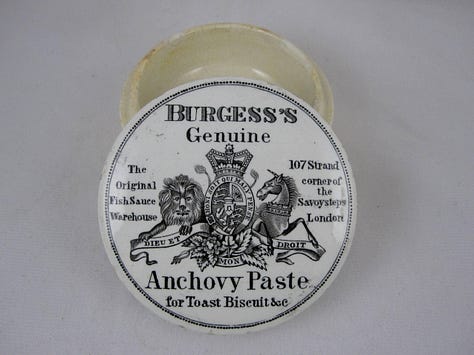 BURGESS'S
Genuine
The
Original
Fish Sauce
Warehouse
107 Strand
corner of the
Savoy steps
London
DIEU ET
MON
DROIT
Anchovy Paste
for Toast Biscuit &c